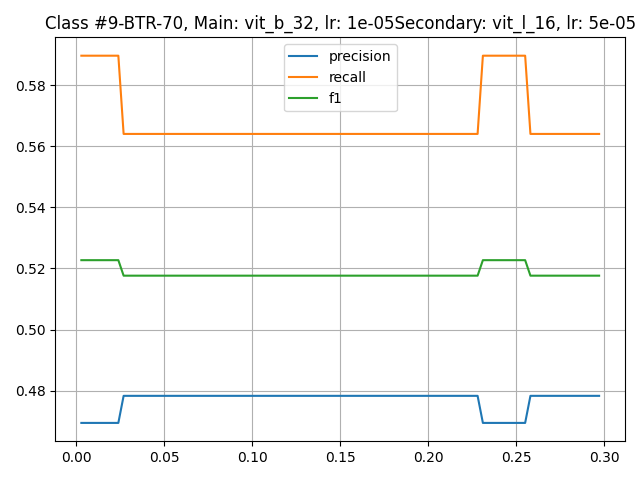 Class #9-BTR-70, Main: vit_b_32, lr: 1e-05Secondary: vit_l_16, lr: 5e-05
precision
recall
f1
0.58
0.56
0.54
0.52
0.50
0.48
0.00 0.05 0.10 0.15 0.20 0.25 0.30